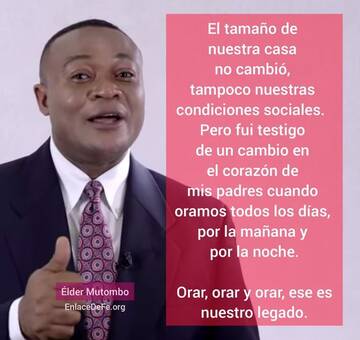 El tamaño de
nuestra casa
no cambió,
tampoco nuestras
condiciones sociales.
Pero fui testigo
de un cambio en
el corazón de
mis padres cuando
oramos todos los días,
por la mañana y
por la noche.
Orar, orar y orar, ese es
nuestro legado.
Élder Mutombo
EnlaceDeFe.org